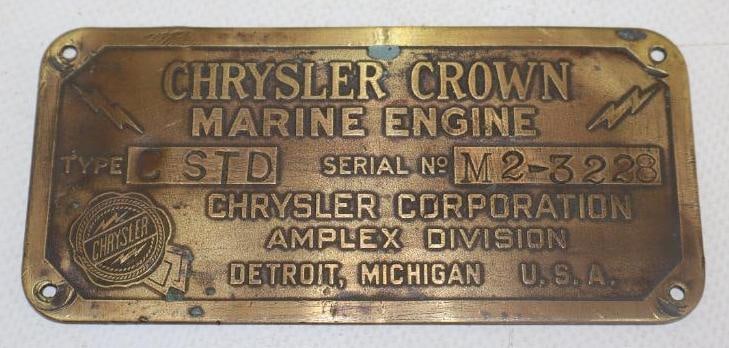 CHRYSLER CROWN
MARINE ENGINE
TYPE C STD SERIAL Nº M2-3228
CHRYSLER CORPORATION
AMPLEX DIVISION
DETROIT, MICHIGAN U.S.A.
CHRYSLER